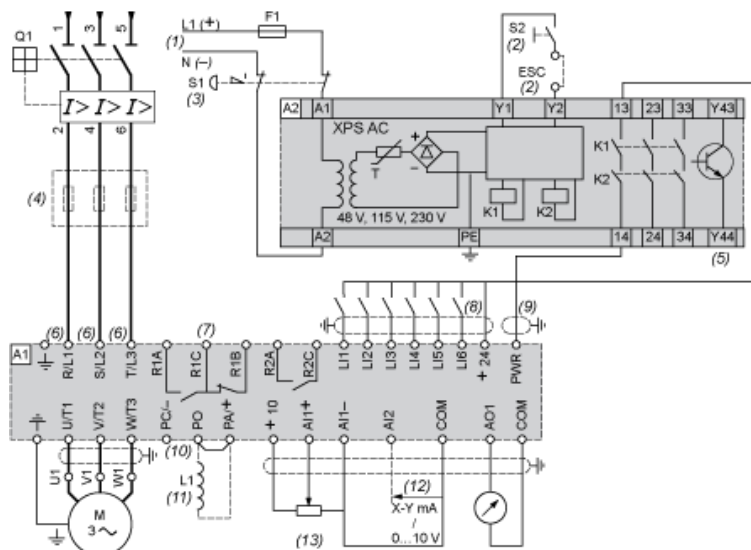 1 3 5
Q1
I> I> I>
2 4 6
(4)
L1 (+) F1
(1)
N (–)
S1
(3)
S2
(2)
ESC
(2)
A2 A1 Y1 Y2 13 23 33 Y43
XPS AC
+
T
–
K1
K2
48 V, 115 V, 230 V
K1 K2
A2 PE 14 24 34 Y44
(5)
(6) (6) (6) (7) (8) (9)
A1
R/L1 S/L2 T/L3 R1A R1C R1B R2A R2C LI1 LI2 LI3 LI4 LI5 LI6 + 24 PWR
U/T1 V/T2 W/T3 PC/– PO PA/+ + 10 AI1+ AI1– AI2 COM AO1 COM
(10)
U1 V1 W1
L1
(11)
M
3 ~
(12)
X-Y mA
/
0...10 V
(13)